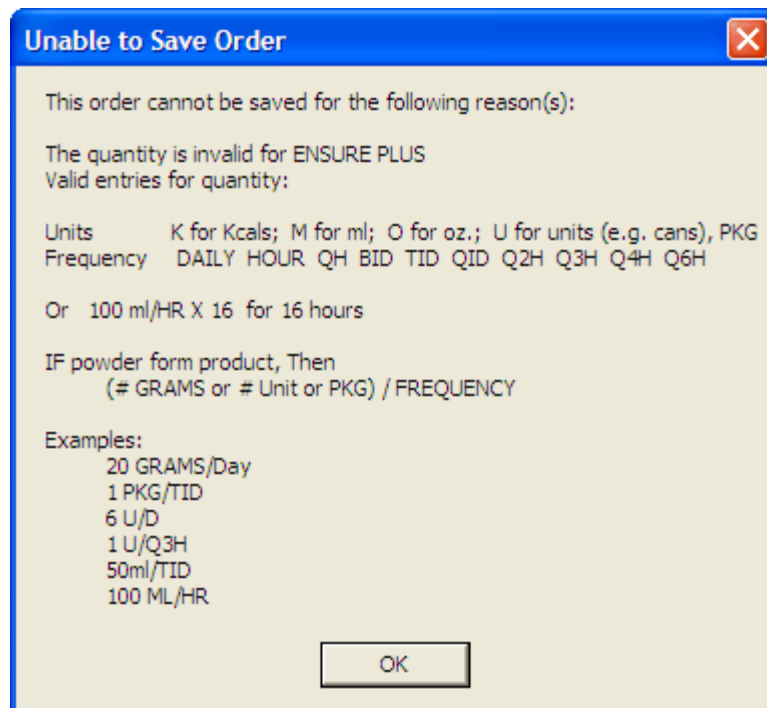 Unable to Save Order
This order cannot be saved for the following reason(s):
The quantity is invalid for ENSURE PLUS
Valid entries for quantity:
Units K for Kcals; M for ml; O for oz.; U for units (e.g. cans), PKG
Frequency DAILY HOUR QH BID TID QID Q2H Q3H Q4H Q6H
Or 100 ml/HR X 16 for 16 hours
IF powder form product, Then
(# GRAMS or # Unit or PKG) / FREQUENCY
Examples:
20 GRAMS/Day
1 PKG/TID
6 U/D
1 U/Q3H
50ml/TID
100 ML/HR
OK